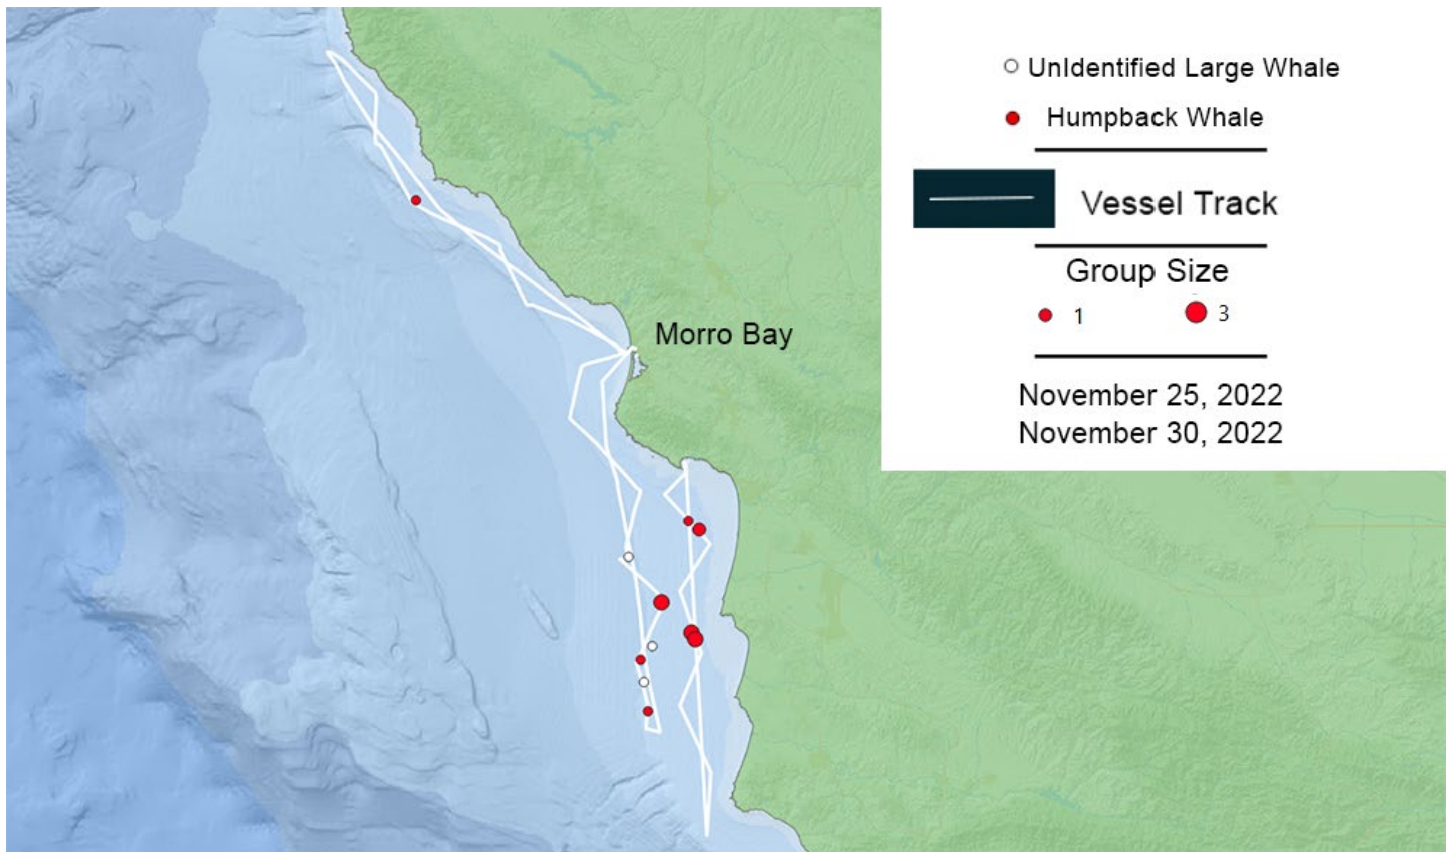 UnIdentified Large Whale
Humpback Whale
Vessel Track
Group Size
1 3
November 25, 2022
November 30, 2022
Morro Bay